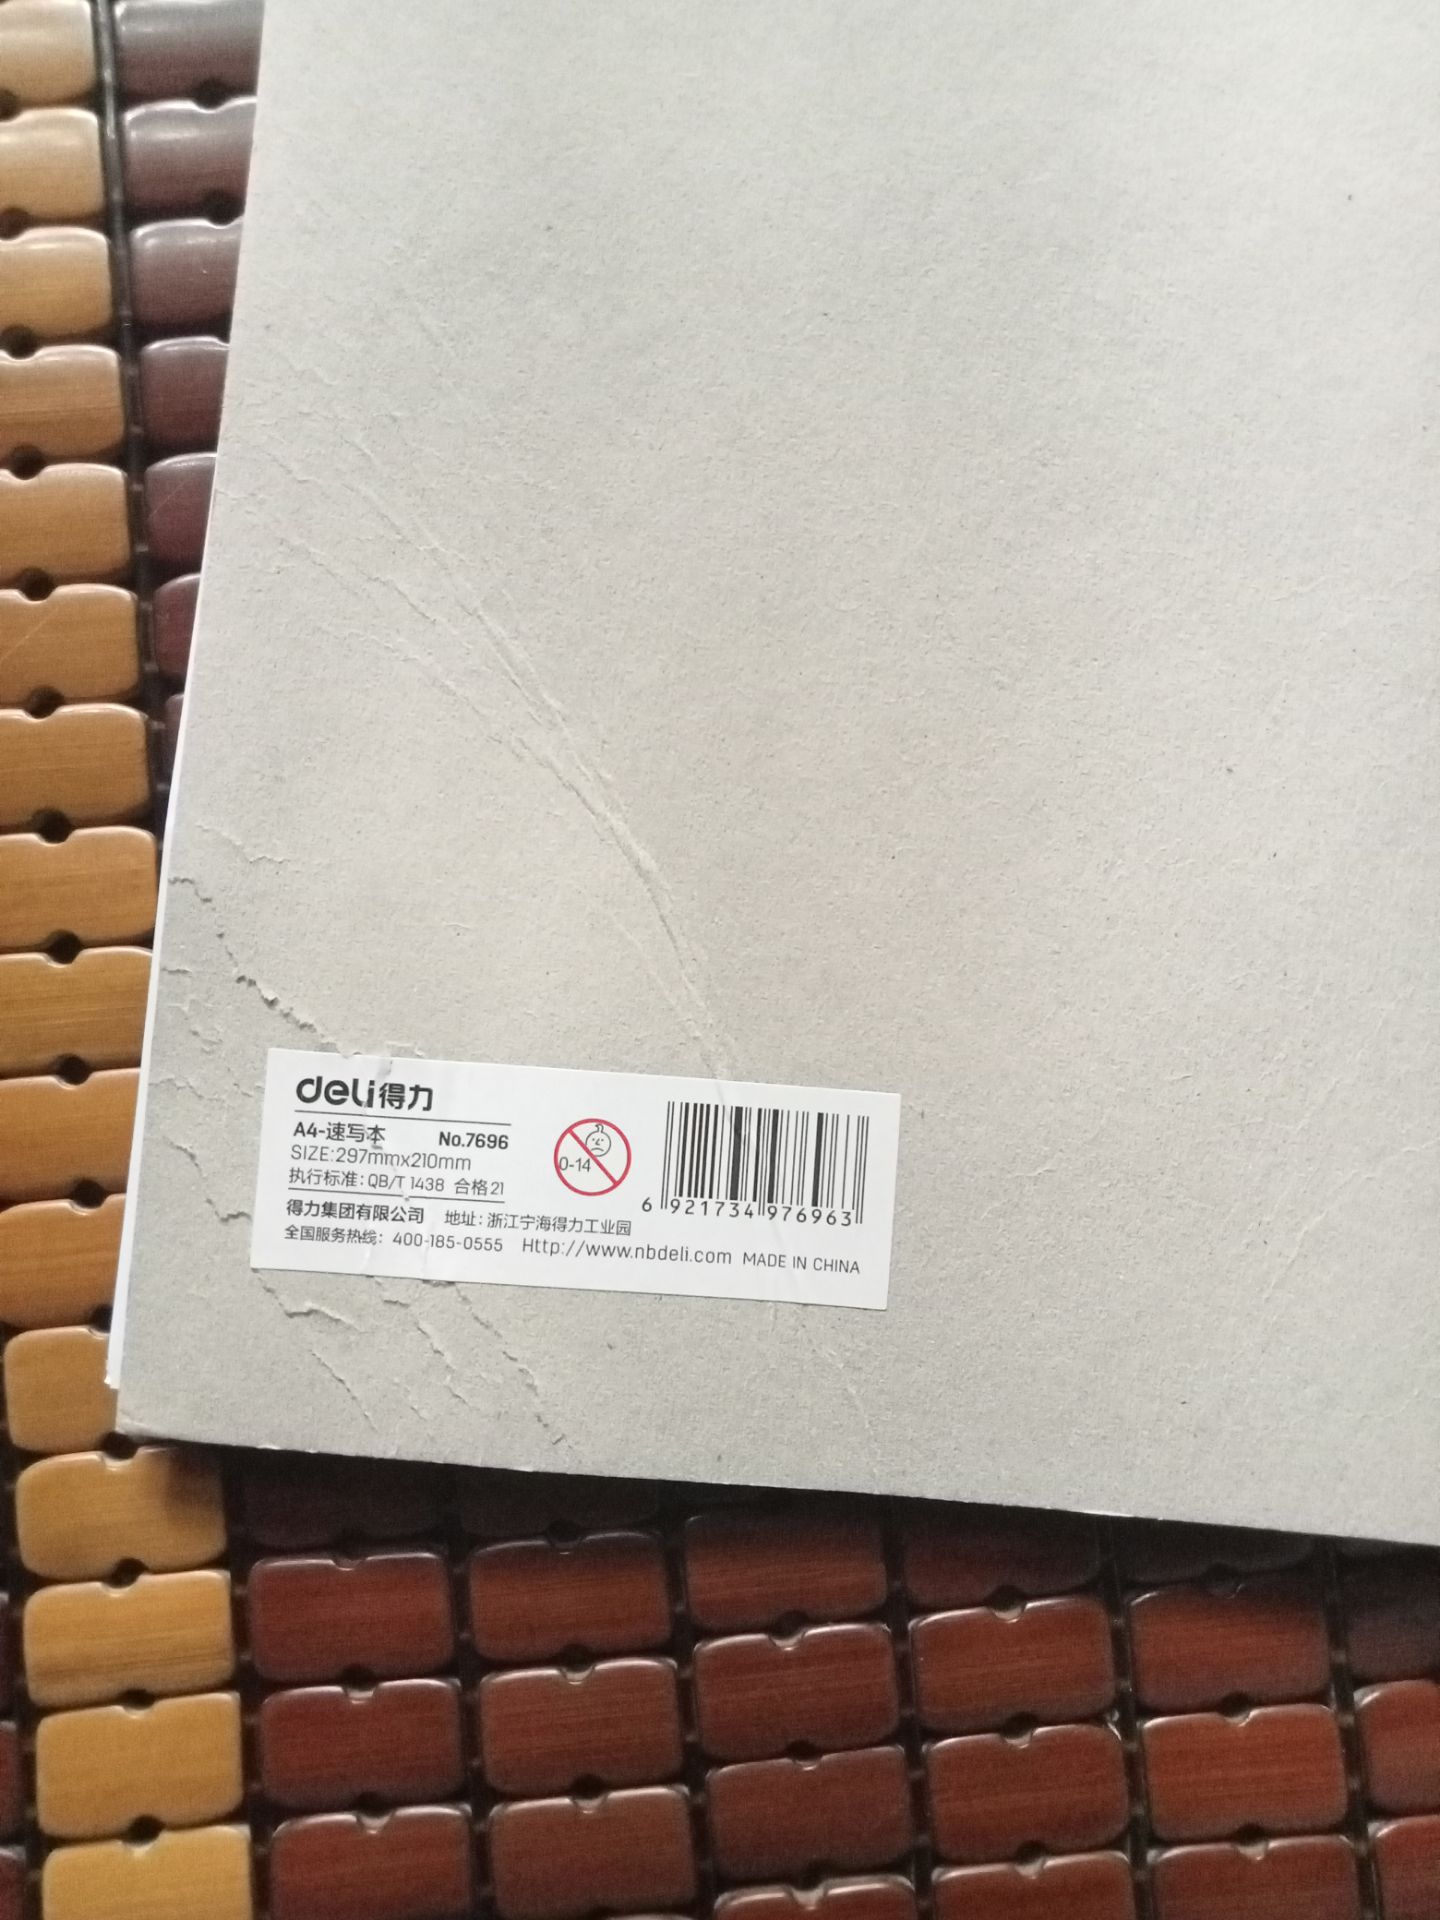 deli得力
A4-速写本 No.7696
SIZE:297mmx210mm
执行标准:QB/T 1438 合格21
0-14
6 921734 976963
得力集团有限公司 地址:浙江宁海得力工业园
全国服务热线:400-185-0555 Http://www.nbdeli.com MADE IN CHINA